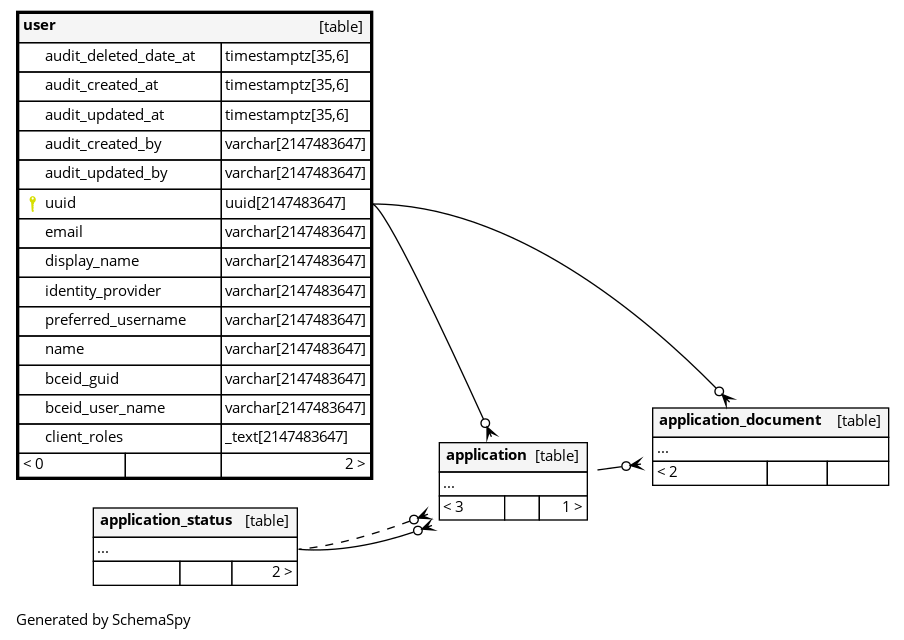 user [table]
audit_deleted_date_at timestamptz[35,6]
audit_created_at timestamptz[35,6]
audit_updated_at timestamptz[35,6]
audit_created_by varchar[2147483647]
audit_updated_by varchar[2147483647]
uuid uuid[2147483647]
email varchar[2147483647]
display_name varchar[2147483647]
identity_provider varchar[2147483647]
preferred_username varchar[2147483647]
name varchar[2147483647]
bceid_guid varchar[2147483647]
bceid_user_name varchar[2147483647]
client_roles _text[2147483647]
< 0 2 >
application_document [table]
...
< 2
application [table]
...
< 3 1 >
application_status [table]
...
2 >
Generated by SchemaSpy